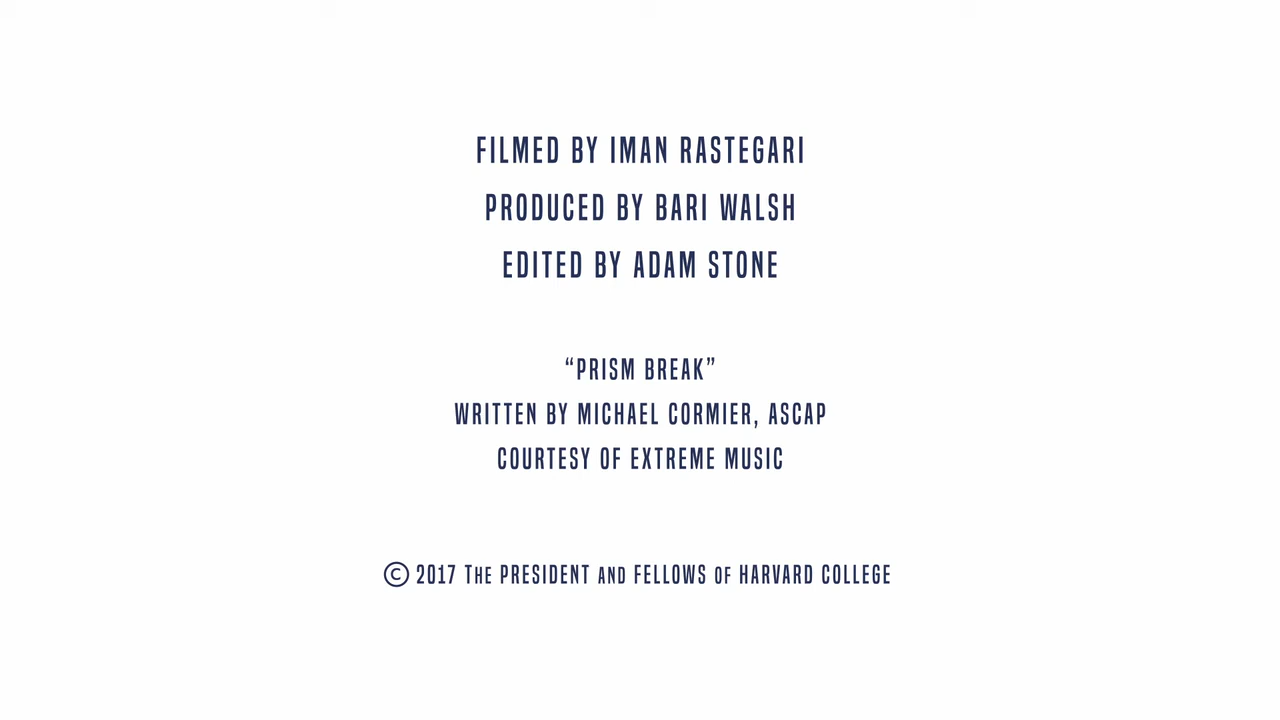 FILMED BY IMAN RASTEGARI
PRODUCED BY BARI WALSH
EDITED BY ADAM STONE
“PRISM BREAK”
WRITTEN BY MICHAEL CORMIER, ASCAP
COURTESY OF EXTREME MUSIC
© 2017 THE PRESIDENT AND FELLOWS OF HARVARD COLLEGE